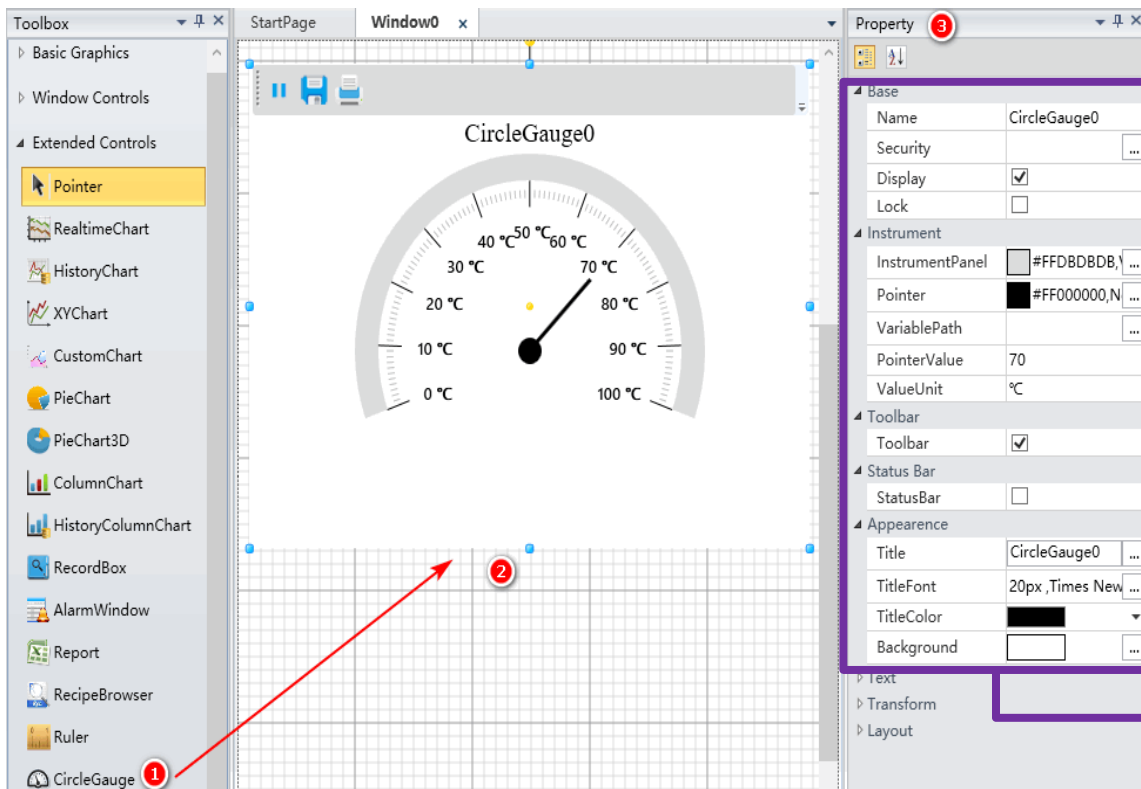 Toolbox
Basic Graphics
Window Controls
Extended Controls
Pointer
RealtimeChart
HistoryChart
XYChart
CustomChart
PieChart
PieChart3D
ColumnChart
HistoryColumnChart
RecordBox
AlarmWindow
Report
RecipeBrowser
Ruler
CircleGauge
1
StartPage
Window0 x
CircleGauge0
0 ℃
10 ℃
20 ℃
30 ℃
40 ℃
50 ℃
60 ℃
70 ℃
80 ℃
90 ℃
100 ℃
2
Property
3
Base
Name CircleGauge0
Security ...
Display
Lock
Instrument
InstrumentPanel #FFDBDBDB, ...
Pointer #FF000000,N ...
VariablePath ...
PointerValue 70
ValueUnit ℃
Toolbar
Toolbar
Status Bar
StatusBar
Appearence
Title CircleGauge0 ...
TitleFont 20px ,Times New ...
TitleColor
Background ...
Text
Transform
Layout